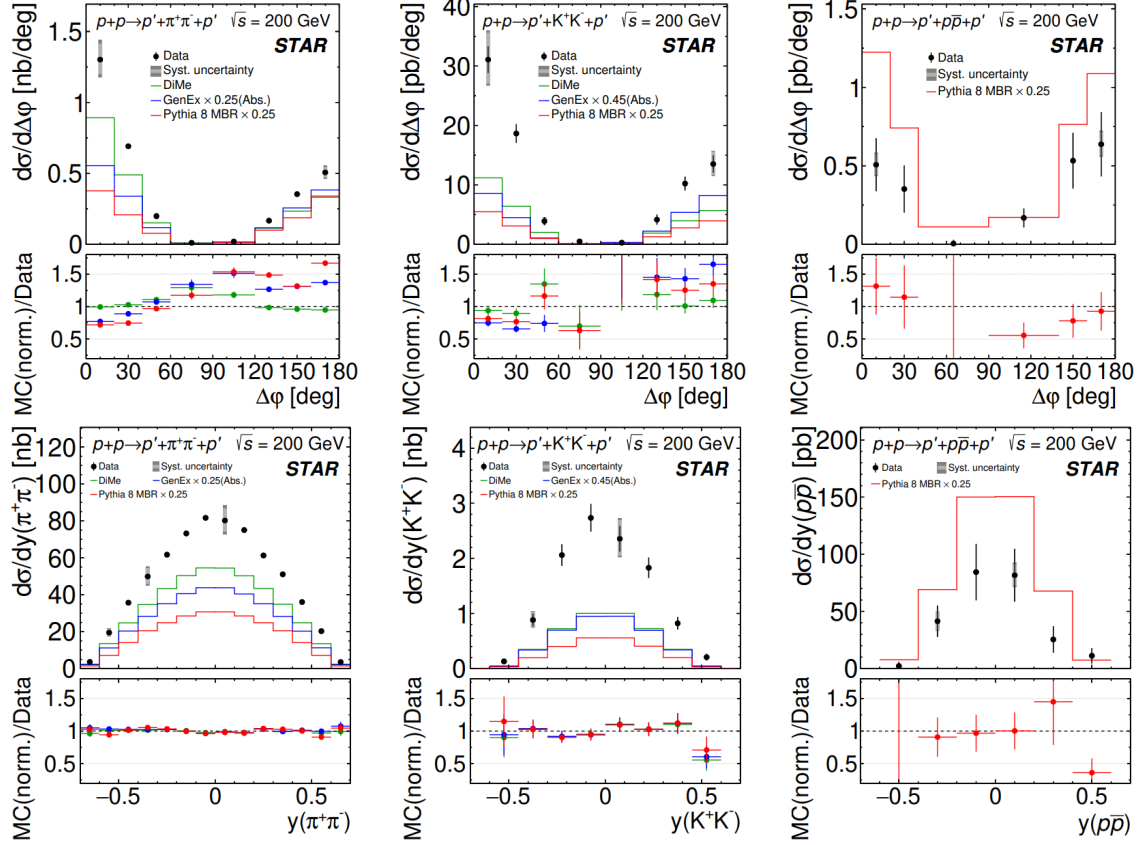 p+p→p′+π⁺π⁻+p′ √s = 200 GeV
STAR
Data
Syst. uncertainty
DiMe
GenEx × 0.25(Abs.)
Pythia 8 MBR × 0.25
dσ/dΔφ [nb/deg]
1.5
1
0.5
0
MC(norm.)/Data
1.5
1.0
0.5
0 30 60 90 120 150 180
Δφ [deg]
p+p→p′+K⁺K⁻+p′ √s = 200 GeV
STAR
Data
Syst. uncertainty
DiMe
GenEx × 0.45(Abs.)
Pythia 8 MBR × 0.25
dσ/dΔφ [pb/deg]
40
30
20
10
0
MC(norm.)/Data
1.5
1.0
0.5
0 30 60 90 120 150 180
Δφ [deg]
p+p→p′+pp̅+p′ √s = 200 GeV
STAR
Data
Syst. uncertainty
Pythia 8 MBR × 0.25
dσ/dΔφ [pb/deg]
1.5
1
0.5
0
MC(norm.)/Data
1.5
1.0
0.5
0 30 60 90 120 150 180
Δφ [deg]
p+p→p′+π⁺π⁻+p′ √s = 200 GeV
STAR
Data Syst. uncertainty
DiMe GenEx × 0.25(Abs.)
Pythia 8 MBR × 0.25
dσ/dy(π⁺π⁻) [nb]
120
100
80
60
40
20
0
MC(norm.)/Data
1.5
1.0
0.5
−0.5 0 0.5
y(π⁺π⁻)
p+p→p′+K⁺K⁻+p′ √s = 200 GeV
STAR
Data Syst. uncertainty
DiMe GenEx × 0.45(Abs.)
Pythia 8 MBR × 0.25
dσ/dy(K⁺K⁻) [nb]
4
3
2
1
0
MC(norm.)/Data
1.5
1.0
0.5
−0.5 0 0.5
y(K⁺K⁻)
p+p→p′+pp̅+p′ √s = 200 GeV
STAR
Data Syst. uncertainty
Pythia 8 MBR × 0.25
dσ/dy(pp̅) [pb]
200
150
100
50
0
MC(norm.)/Data
1.5
1.0
0.5
−0.5 0 0.5
y(pp̅)